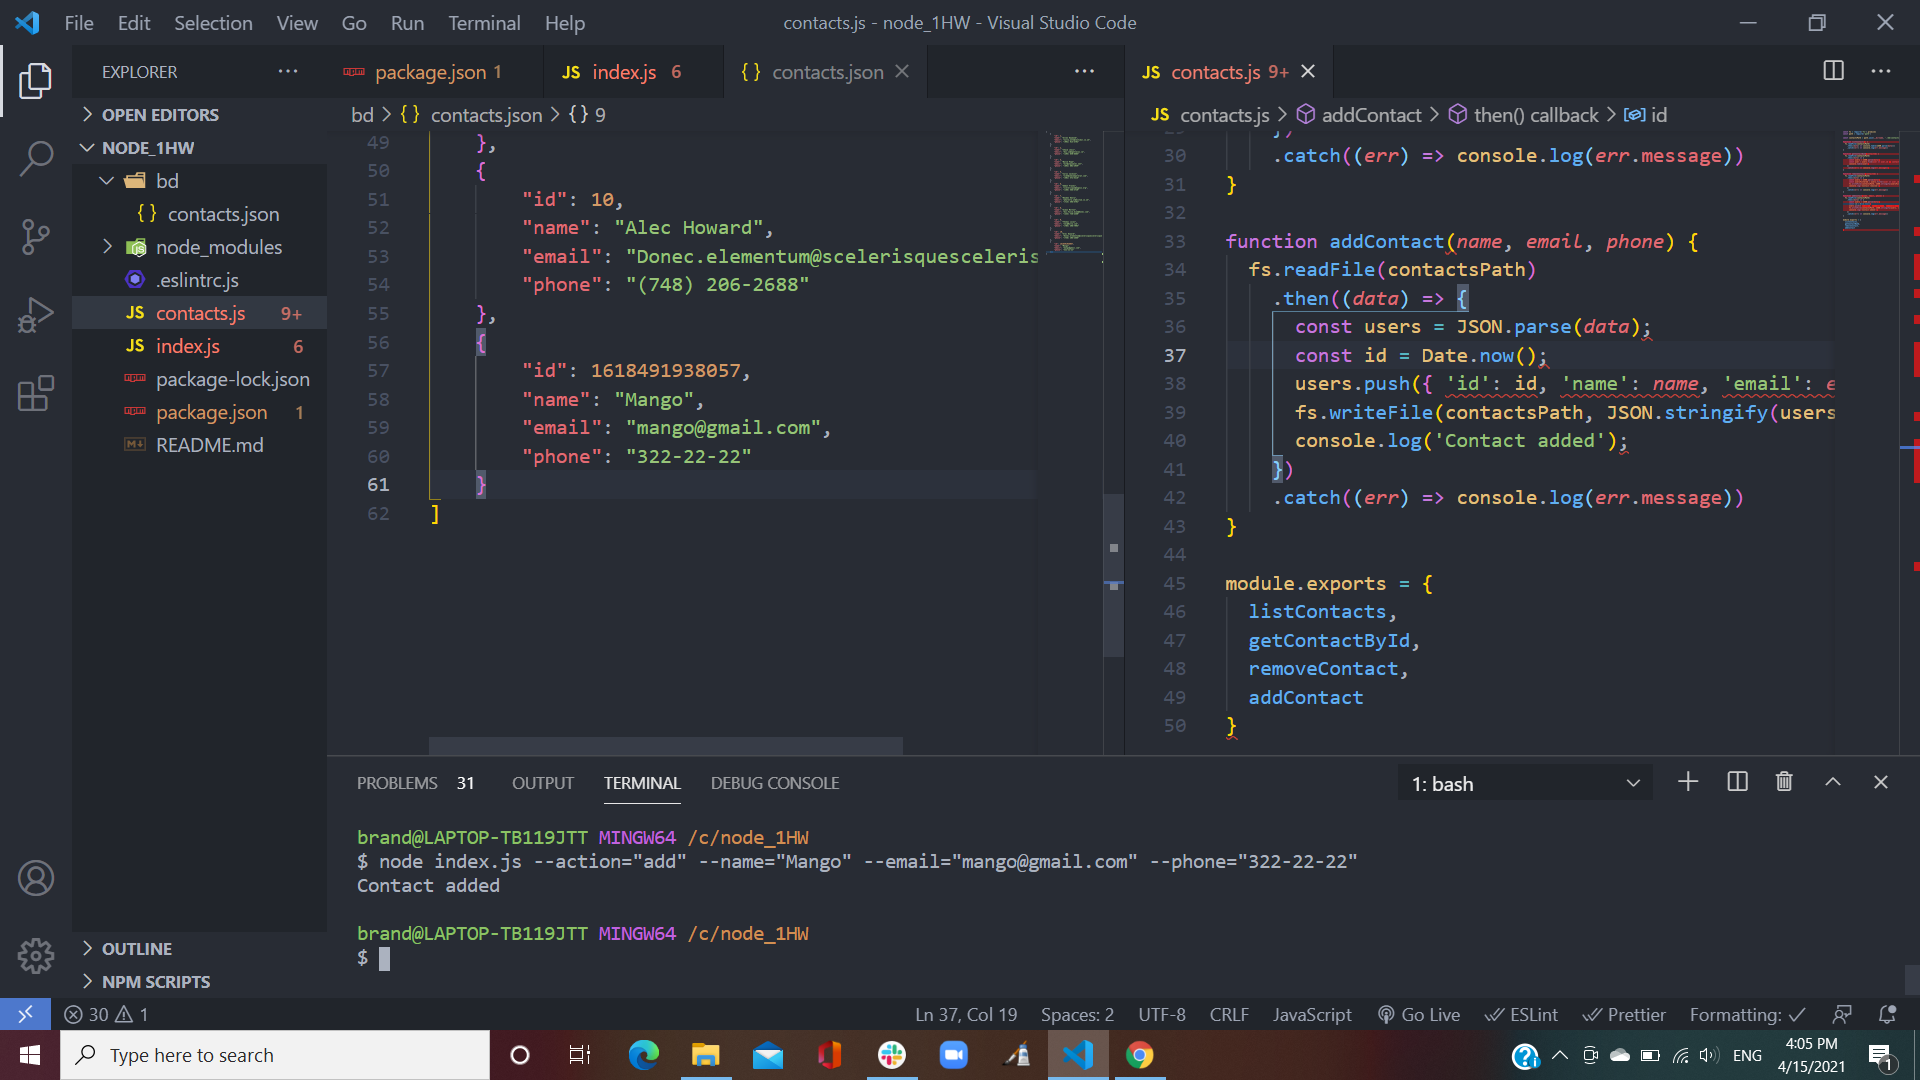 File Edit Selection View Go Run Terminal Help
contacts.js - node_1HW - Visual Studio Code
EXPLORER
package.json 1
JS index.js 6
{ } contacts.json
JS contacts.js 9+
OPEN EDITORS
NODE_1HW
bd
{ } contacts.json
node_modules
.eslintrc.js
JS contacts.js 9+
JS index.js 6
package-lock.json
package.json 1
README.md
OUTLINE
NPM SCRIPTS
bd > { } contacts.json > { } 9
49 },
50 {
51 "id": 10,
52 "name": "Alec Howard",
53 "email": "Donec.elementum@scelerisquesceleris
54 "phone": "(748) 206-2688"
55 },
56 {
57 "id": 1618491938057,
58 "name": "Mango",
59 "email": "mango@gmail.com",
60 "phone": "322-22-22"
61 }
62 ]
JS contacts.js > addContact > then() callback > id
30 .catch((err) => console.log(err.message))
31 }
32
33 function addContact(name, email, phone) {
34 fs.readFile(contactsPath)
35 .then((data) => {
36 const users = JSON.parse(data);
37 const id = Date.now();
38 users.push({ 'id': id, 'name': name, 'email': e
39 fs.writeFile(contactsPath, JSON.stringify(users
40 console.log('Contact added');
41 })
42 .catch((err) => console.log(err.message))
43 }
44
45 module.exports = {
46 listContacts,
47 getContactById,
48 removeContact,
49 addContact
50 }
PROBLEMS 31 OUTPUT TERMINAL DEBUG CONSOLE
1: bash
brand@LAPTOP-TB119JTT MINGW64 /c/node_1HW
$ node index.js --action="add" --name="Mango" --email="mango@gmail.com" --phone="322-22-22"
Contact added
brand@LAPTOP-TB119JTT MINGW64 /c/node_1HW
$
30 1
Ln 37, Col 19 Spaces: 2 UTF-8 CRLF JavaScript Go Live ESLint Prettier Formatting: ✓
Type here to search
ENG
4:05 PM
4/15/2021
1